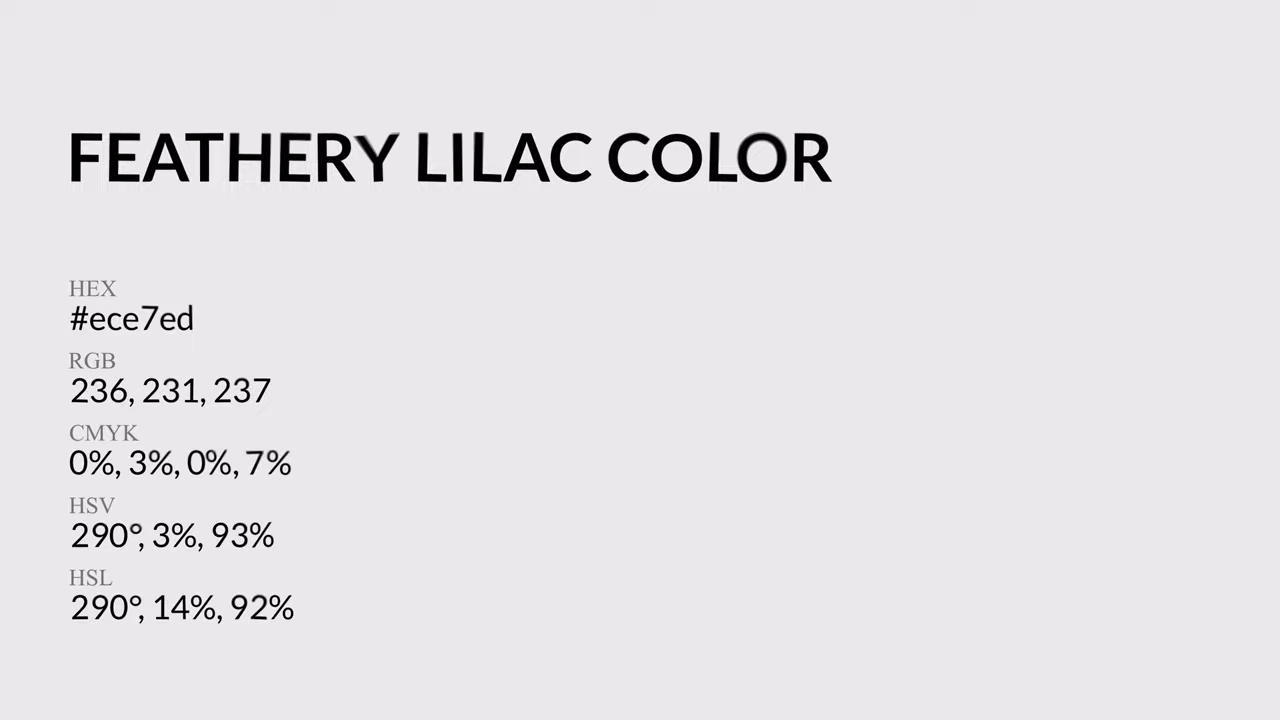 FEATHERY LILAC COLOR
HEX
#ece7ed
RGB
236, 231, 237
CMYK
0%, 3%, 0%, 7%
HSV
290°, 3%, 93%
HSL
290°, 14%, 92%